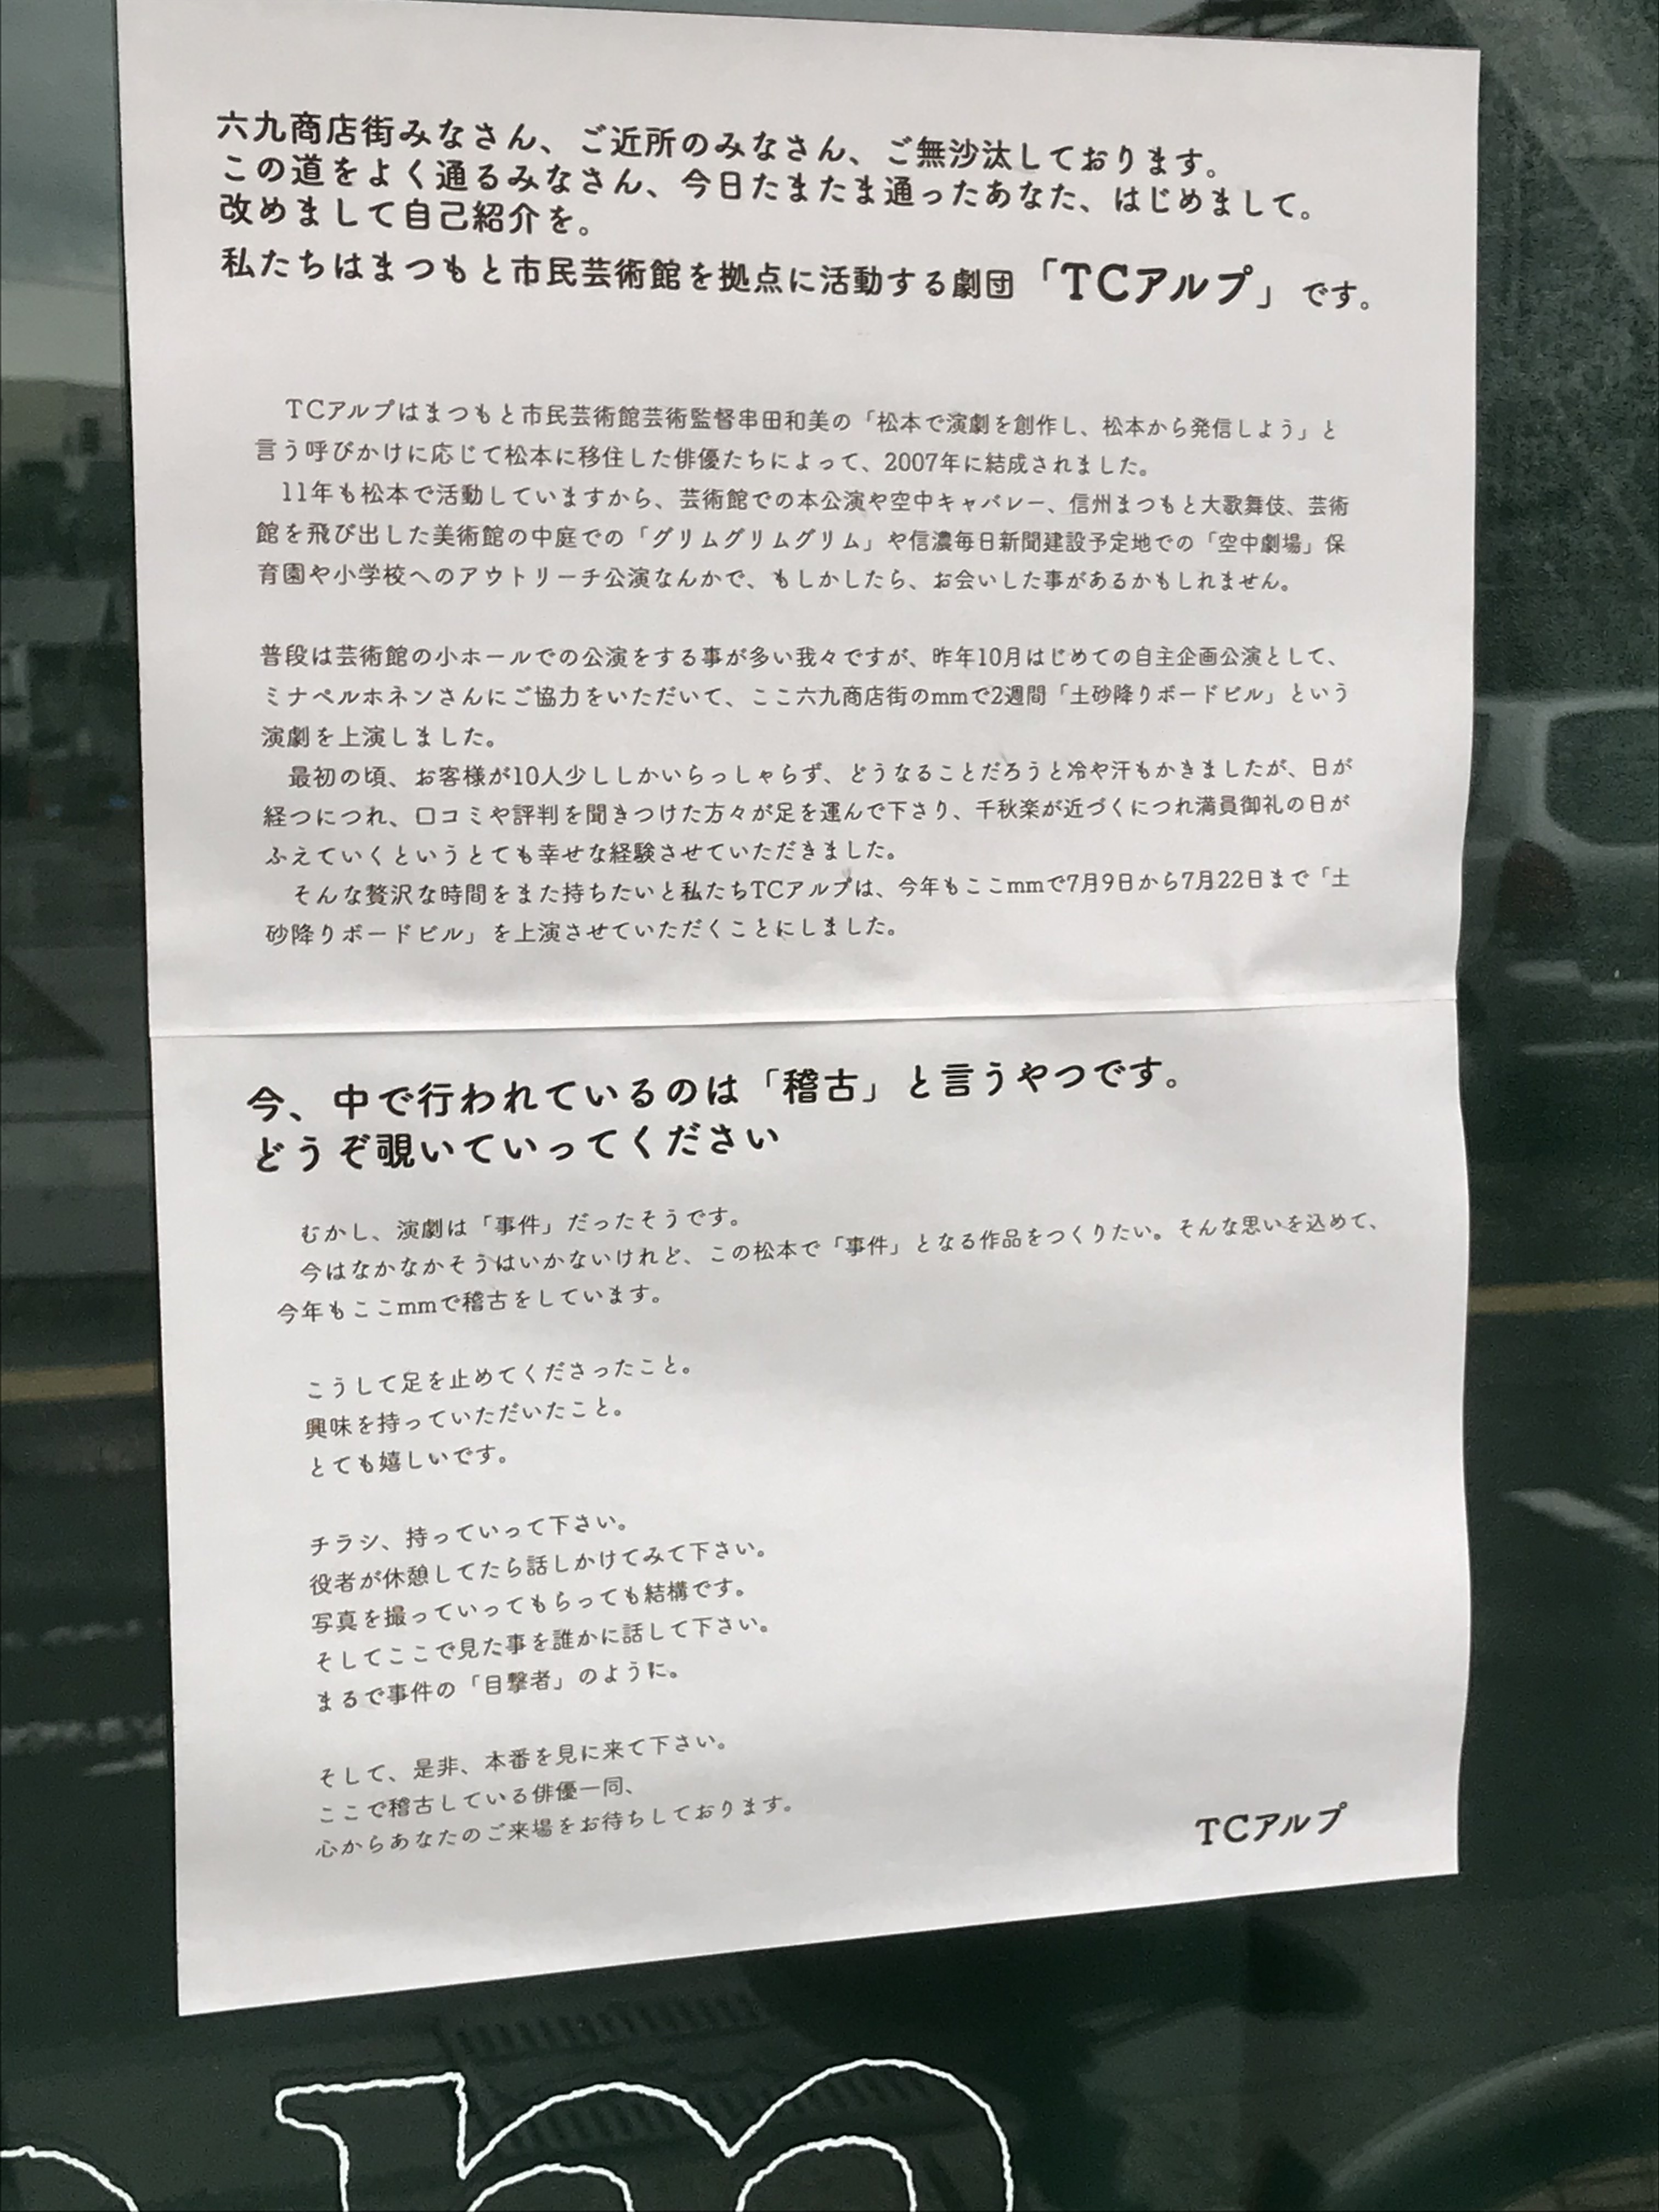 六九商店街みなさん、ご近所のみなさん、ご無沙汰しております。
この道をよく通るみなさん、今日たまたま通ったあなた、はじめまして。
改めまして自己紹介を。
私たちはまつもと市民芸術館を拠点に活動する劇団「TCアルプ」です。
TCアルプはまつもと市民芸術館芸術監督串田和美の「松本で演劇を創作し、松本から発信しよう」と
言う呼びかけに応じて松本に移住した俳優たちによって、2007年に結成されました。
11年も松本で活動していますから、芸術館での本公演や空中キャバレー、信州まつもと大歌舞伎、芸術
館を飛び出した美術館の中庭での「グリムグリムグリム」や信濃毎日新聞建設予定地での「空中劇場」保
育園や小学校へのアウトリーチ公演なんかで、もしかしたら、お会いした事があるかもしれません。
普段は芸術館の小ホールでの公演をする事が多い我々ですが、昨年10月はじめての自主企画公演として、
ミナペルホネンさんにご協力をいただいて、ここ六九商店街のmmで2週間「土砂降りボードビル」という
演劇を上演しました。
最初の頃、お客様が10人少ししかいらっしゃらず、どうなることだろうと冷や汗もかきましたが、日が
経つにつれ、口コミや評判を聞きつけた方々が足を運んで下さり、千秋楽が近づくにつれ満員御礼の日が
ふえていくというとても幸せな経験させていただきました。
そんな贅沢な時間をまた持ちたいと私たちTCアルプは、今年もここmmで7月9日から7月22日まで「土
砂降りボードビル」を上演させていただくことにしました。
今、中で行われているのは「稽古」と言うやつです。
どうぞ覗いていってください
むかし、演劇は「事件」だったそうです。
今はなかなかそうはいかないけれど、この松本で「事件」となる作品をつくりたい。そんな思いを込めて、
今年もここmmで稽古をしています。
こうして足を止めてくださったこと。
興味を持っていただいたこと。
とても嬉しいです。
チラシ、持っていって下さい。
役者が休憩してたら話しかけてみて下さい。
写真を撮っていってもらっても結構です。
そしてここで見た事を誰かに話して下さい。
まるで事件の「目撃者」のように。
そして、是非、本番を見に来て下さい。
ここで稽古している俳優一同、
心からあなたのご来場をお待ちしております。
TCアルプ